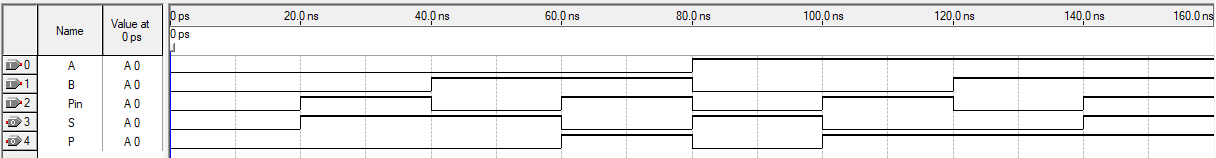 Name
Value at
0 ps
0 ps 20.0 ns 40.0 ns 60.0 ns 80.0 ns 100.0 ns 120.0 ns 140.0 ns 160.0 ns
0 ps
0 A A 0
1 B A 0
2 Pin A 0
3 S A 0
4 P A 0